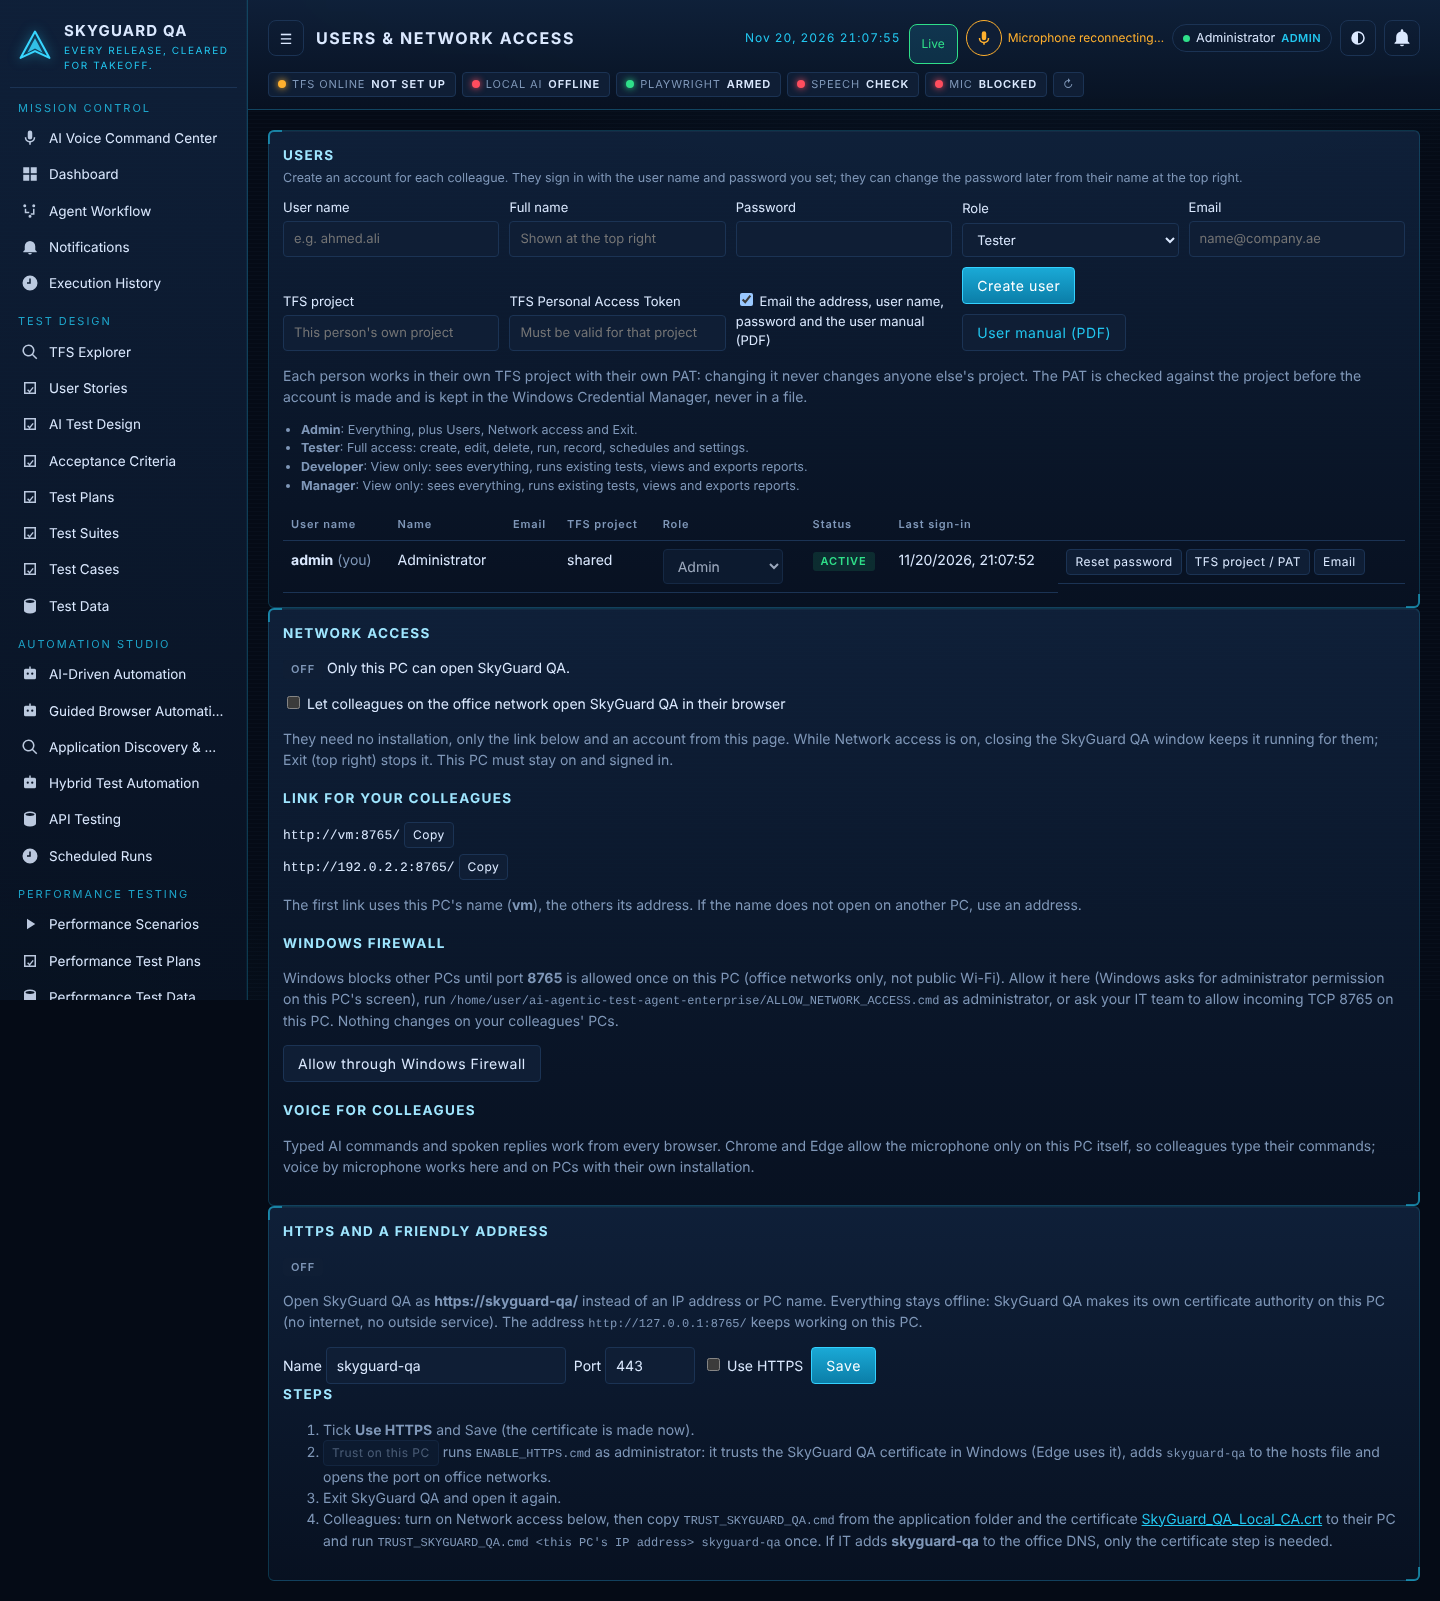 SKYGUARD QA
EVERY RELEASE, CLEARED
FOR TAKEOFF.
MISSION CONTROL
AI Voice Command Center
Dashboard
Agent Workflow
Notifications
Execution History
TEST DESIGN
TFS Explorer
User Stories
AI Test Design
Acceptance Criteria
Test Plans
Test Suites
Test Cases
Test Data
AUTOMATION STUDIO
AI-Driven Automation
Guided Browser Automati...
Application Discovery & ...
Hybrid Test Automation
API Testing
Scheduled Runs
PERFORMANCE TESTING
Performance Scenarios
Performance Test Plans
Performance Test Data
USERS & NETWORK ACCESS
Nov 20, 2026 21:07:55
Live
Microphone reconnecting...
Administrator ADMIN
TFS ONLINE NOT SET UP
LOCAL AI OFFLINE
PLAYWRIGHT ARMED
SPEECH CHECK
MIC BLOCKED
USERS
Create an account for each colleague. They sign in with the user name and password you set; they can change the password later from their name at the top right.
User name Full name Password Role Email
e.g. ahmed.ali Shown at the top right Tester name@company.ae
TFS project TFS Personal Access Token
This person's own project Must be valid for that project
Email the address, user name,
password and the user manual
(PDF)
Create user
User manual (PDF)
Each person works in their own TFS project with their own PAT: changing it never changes anyone else's project. The PAT is checked against the project before the
account is made and is kept in the Windows Credential Manager, never in a file.
• Admin: Everything, plus Users, Network access and Exit.
• Tester: Full access: create, edit, delete, run, record, schedules and settings.
• Developer: View only: sees everything, runs existing tests, views and exports reports.
• Manager: View only: sees everything, runs existing tests, views and exports reports.
User name Name Email TFS project Role Status Last sign-in
admin (you) Administrator shared Admin ACTIVE 11/20/2026, 21:07:52 Reset password TFS project / PAT Email
NETWORK ACCESS
OFF Only this PC can open SkyGuard QA.
Let colleagues on the office network open SkyGuard QA in their browser
They need no installation, only the link below and an account from this page. While Network access is on, closing the SkyGuard QA window keeps it running for them;
Exit (top right) stops it. This PC must stay on and signed in.
LINK FOR YOUR COLLEAGUES
http://vm:8765/ Copy
http://192.0.2.2:8765/ Copy
The first link uses this PC's name (vm), the others its address. If the name does not open on another PC, use an address.
WINDOWS FIREWALL
Windows blocks other PCs until port 8765 is allowed once on this PC (office networks only, not public Wi-Fi). Allow it here (Windows asks for administrator permission
on this PC's screen), run /home/user/ai-agentic-test-agent-enterprise/ALLOW_NETWORK_ACCESS.cmd as administrator, or ask your IT team to allow incoming TCP 8765 on
this PC. Nothing changes on your colleagues' PCs.
Allow through Windows Firewall
VOICE FOR COLLEAGUES
Typed AI commands and spoken replies work from every browser. Chrome and Edge allow the microphone only on this PC itself, so colleagues type their commands;
voice by microphone works here and on PCs with their own installation.
HTTPS AND A FRIENDLY ADDRESS
OFF
Open SkyGuard QA as https://skyguard-qa/ instead of an IP address or PC name. Everything stays offline: SkyGuard QA makes its own certificate authority on this PC
(no internet, no outside service). The address http://127.0.0.1:8765/ keeps working on this PC.
Name skyguard-qa Port 443 Use HTTPS Save
STEPS
1. Tick Use HTTPS and Save (the certificate is made now).
2. Trust on this PC runs ENABLE_HTTPS.cmd as administrator: it trusts the SkyGuard QA certificate in Windows (Edge uses it), adds skyguard-qa to the hosts file and
opens the port on office networks.
3. Exit SkyGuard QA and open it again.
4. Colleagues: turn on Network access below, then copy TRUST_SKYGUARD_QA.cmd from the application folder and the certificate SkyGuard_QA_Local_CA.crt to their PC
and run TRUST_SKYGUARD_QA.cmd <this PC's IP address> skyguard-qa once. If IT adds skyguard-qa to the office DNS, only the certificate step is needed.